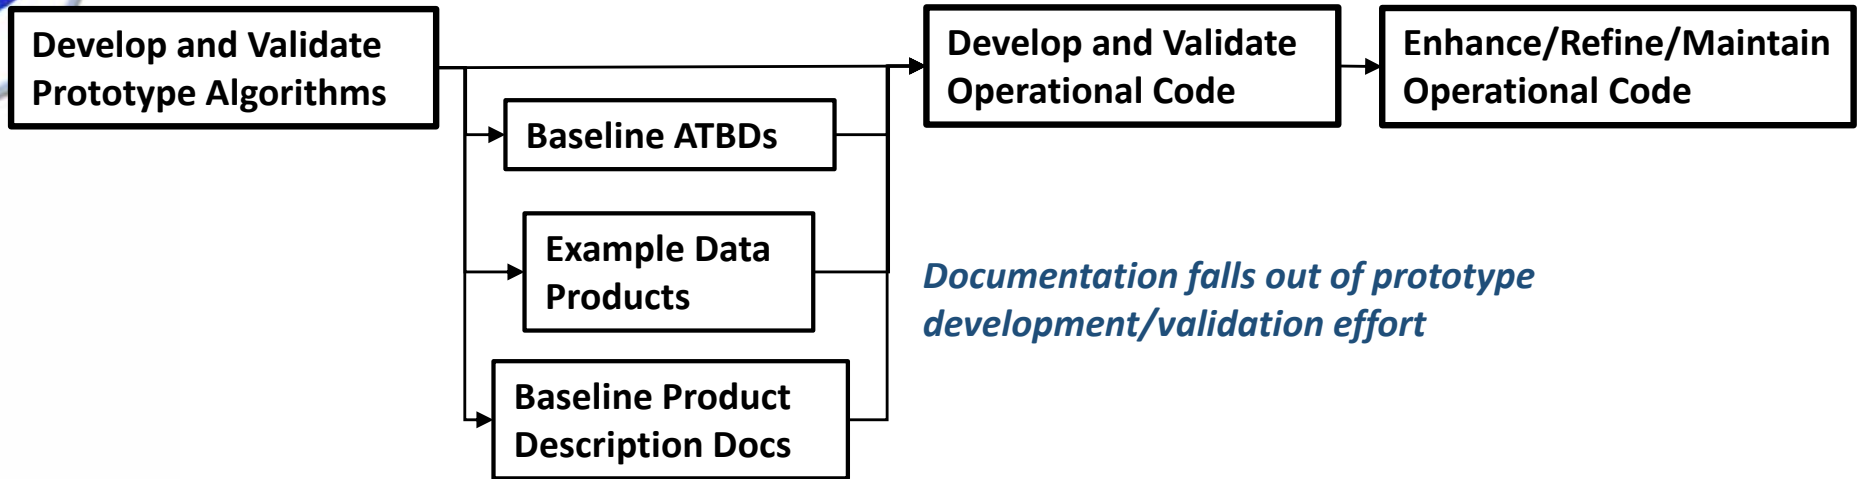 Develop and Validate
Prototype Algorithms
Develop and Validate
Operational Code
Enhance/Refine/Maintain
Operational Code
Baseline ATBDs
Example Data
Products
Documentation falls out of prototype
development/validation effort
Baseline Product
Description Docs